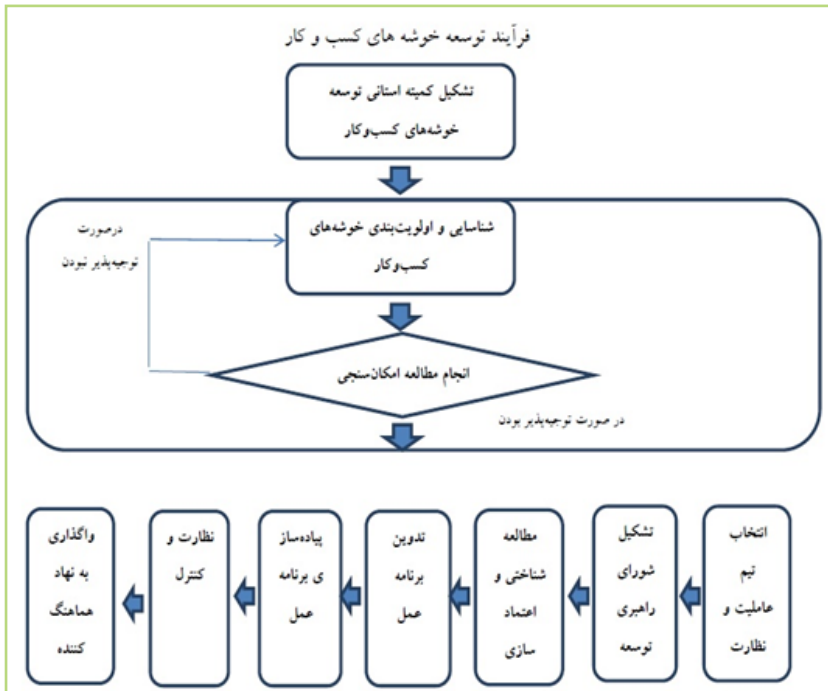 فرآیند توسعه خوشه های کسب و کار
تشکیل کمیته استانی توسعه
خوشه‌های کسب‌وکار
شناسایی و اولویت‌بندی خوشه‌های
کسب‌وکار
درصورت
توجیه‌پذیر نبودن
انجام مطالعه امکان‌سنجی
در صورت توجیه‌پذیر بودن
انتخاب
تیم
عاملیت و
نظارت
تشکیل
شورای
راهبری
توسعه
مطالعه
شناختی و
اعتماد
سازی
تدوین
برنامه
عمل
پیاده‌ساز
ی برنامه
عمل
نظارت و
کنترل
واگذاری
به نهاد
هماهنگ
کننده